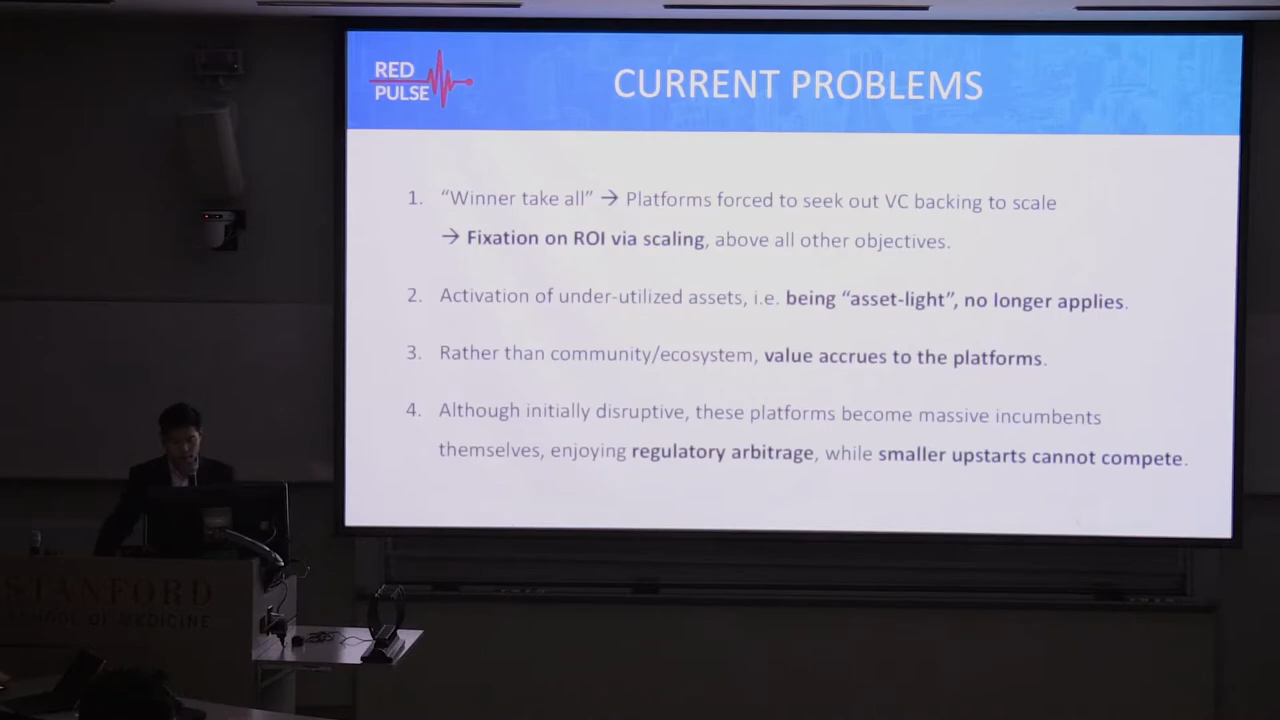 RED
PULSE
CURRENT PROBLEMS
1. “Winner take all” → Platforms forced to seek out VC backing to scale
→ Fixation on ROI via scaling, above all other objectives.
2. Activation of under-utilized assets, i.e. being “asset-light”, no longer applies.
3. Rather than community/ecosystem, value accrues to the platforms.
4. Although initially disruptive, these platforms become massive incumbents
themselves, enjoying regulatory arbitrage, while smaller upstarts cannot compete.
STANFORD
SCHOOL OF MEDICINE